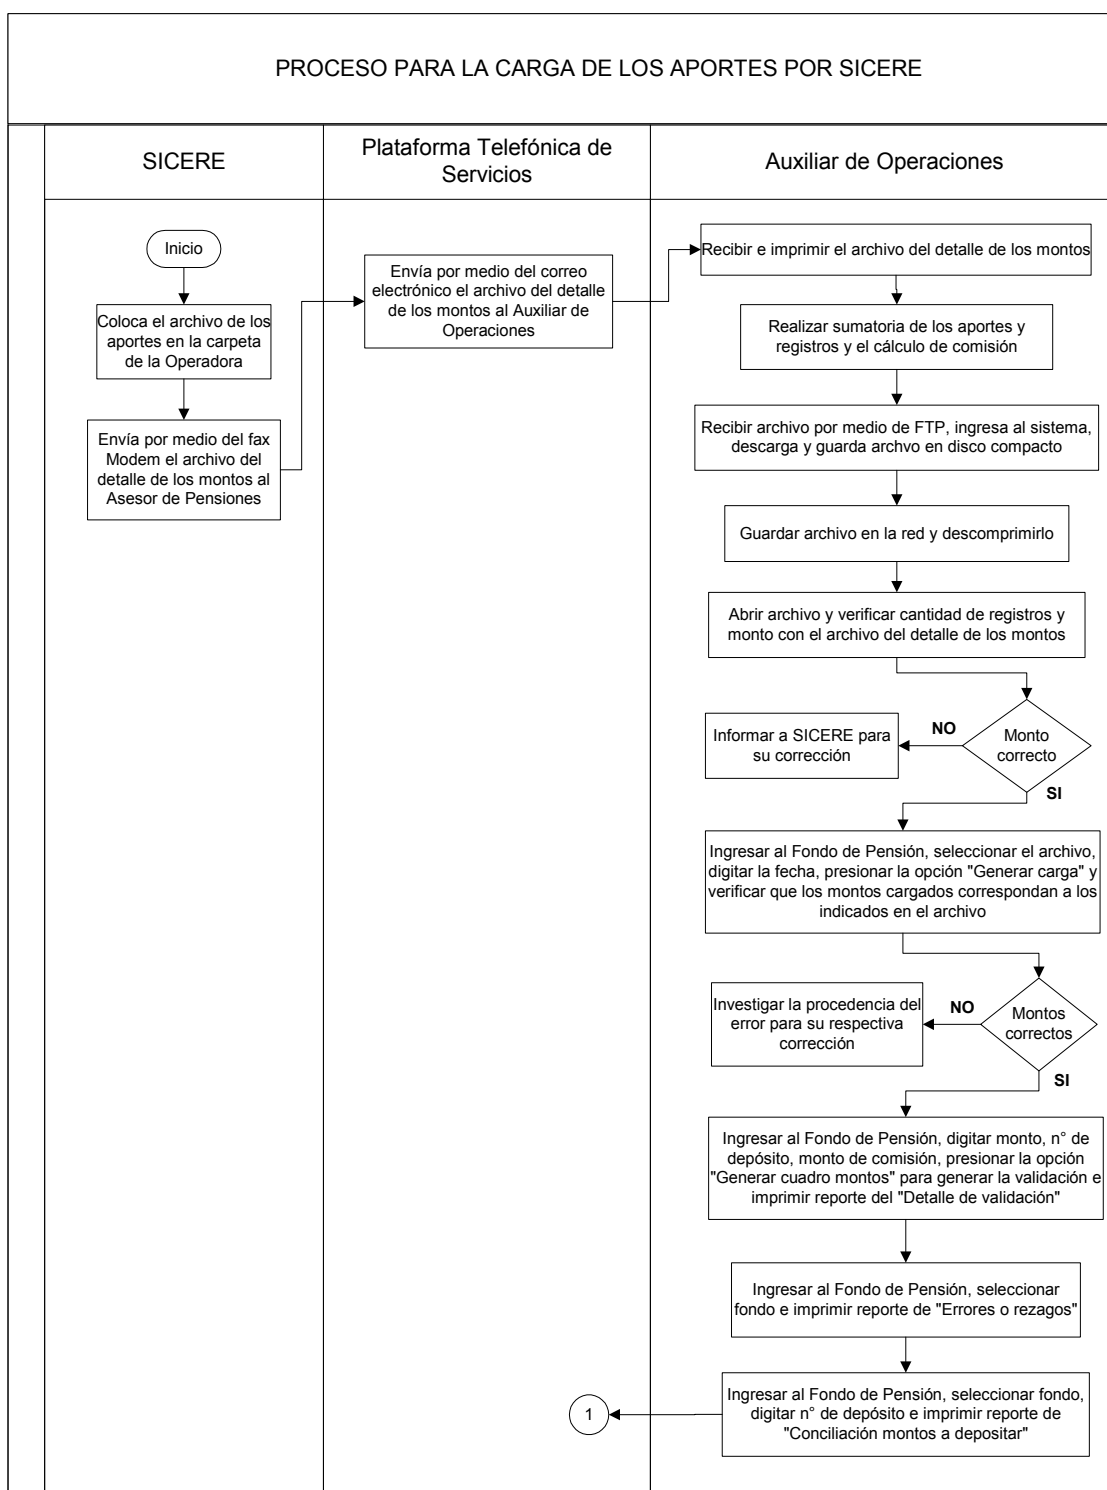 PROCESO PARA LA CARGA DE LOS APORTES POR SICERE
SICERE
Plataforma Telefónica de
Servicios
Auxiliar de Operaciones
Inicio
Coloca el archivo de los
aportes en la carpeta
de la Operadora
Envía por medio del fax
Modem el archivo del
detalle de los montos al
Asesor de Pensiones
Envía por medio del correo
electrónico el archivo del detalle
de los montos al Auxiliar de
Operaciones
Recibir e imprimir el archivo del detalle de los montos
Realizar sumatoria de los aportes y
registros y el cálculo de comisión
Recibir archivo por medio de FTP, ingresa al sistema,
descarga y guarda archvo en disco compacto
Guardar archivo en la red y descomprimirlo
Abrir archivo y verificar cantidad de registros y
monto con el archivo del detalle de los montos
Monto
correcto
NO
Informar a SICERE para
su corrección
SI
Ingresar al Fondo de Pensión, seleccionar el archivo,
digitar la fecha, presionar la opción "Generar carga" y
verificar que los montos cargados correspondan a los
indicados en el archivo
Montos
correctos
NO
Investigar la procedencia del
error para su respectiva
corrección
SI
Ingresar al Fondo de Pensión, digitar monto, n° de
depósito, monto de comisión, presionar la opción
"Generar cuadro montos" para generar la validación e
imprimir reporte del "Detalle de validación"
Ingresar al Fondo de Pensión, seleccionar
fondo e imprimir reporte de "Errores o rezagos"
Ingresar al Fondo de Pensión, seleccionar fondo,
digitar n° de depósito e imprimir reporte de
"Conciliación montos a depositar"
1